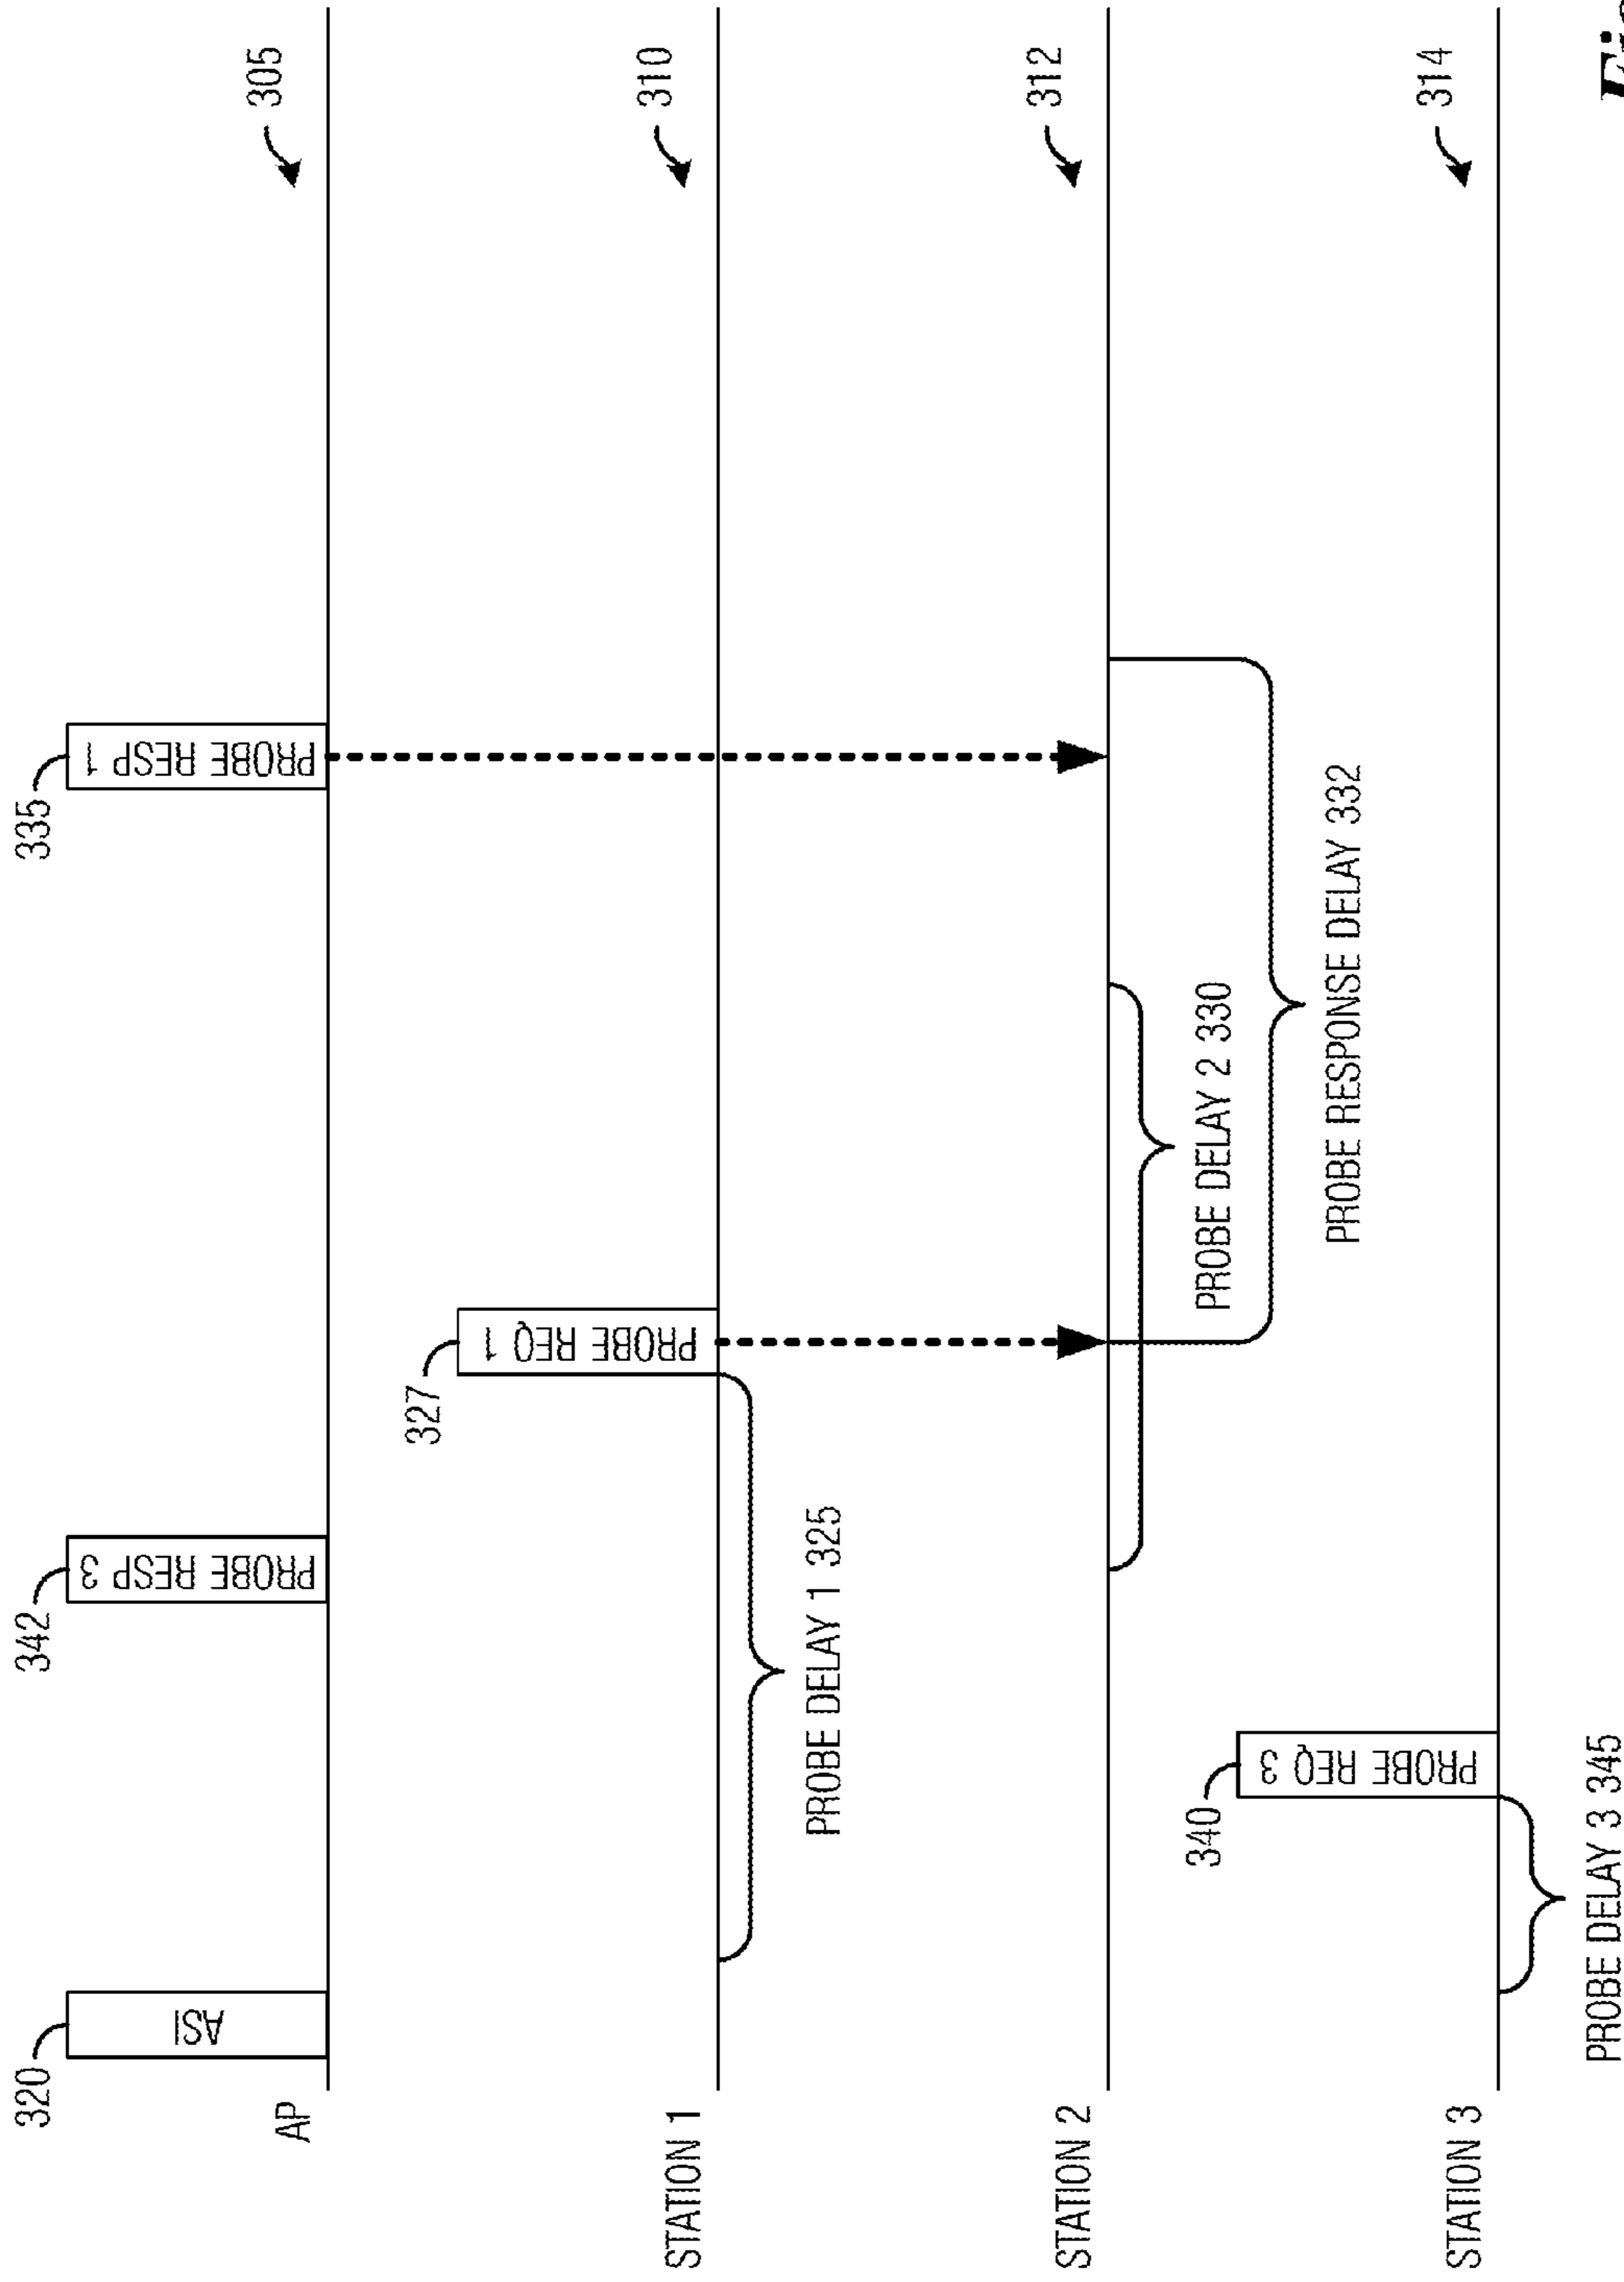 320
ASI
342
PROBE RESP 3
335
PROBE RESP 1
AP
305
327
PROBE REQ 1
STATION 1
310
PROBE DELAY 1 325
STATION 2
312
PROBE DELAY 2 330
PROBE RESPONSE DELAY 332
340
PROBE REQ 3
STATION 3
314
PROBE DELAY 3 345